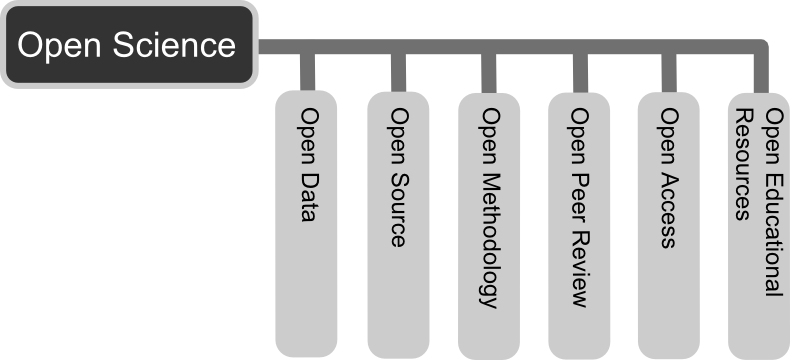 Open Science
Open Data
Open Source
Open Methodology
Open Peer Review
Open Access
Open Educational
Resources